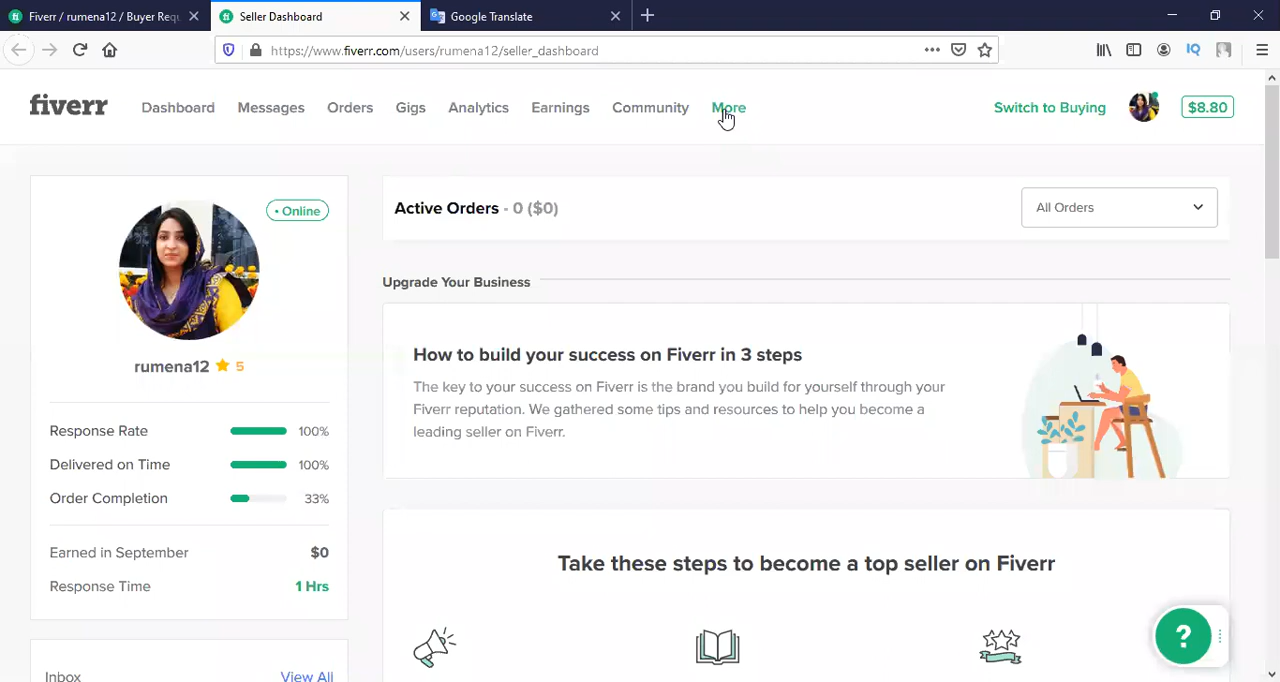 Fiverr / rumena12 / Buyer Requ
Seller Dashboard
Google Translate
https://www.fiverr.com/users/rumena12/seller_dashboard
IQ
fiverr
Dashboard Messages Orders Gigs Analytics Earnings Community More Switch to Buying $8.80
• Online
rumena12 5
Response Rate 100%
Delivered on Time 100%
Order Completion 33%
Earned in September $0
Response Time 1 Hrs
Inbox View All
Active Orders - 0 ($0)
All Orders
Upgrade Your Business
How to build your success on Fiverr in 3 steps
The key to your success on Fiverr is the brand you build for yourself through your
Fiverr reputation. We gathered some tips and resources to help you become a
leading seller on Fiverr.
Take these steps to become a top seller on Fiverr
?